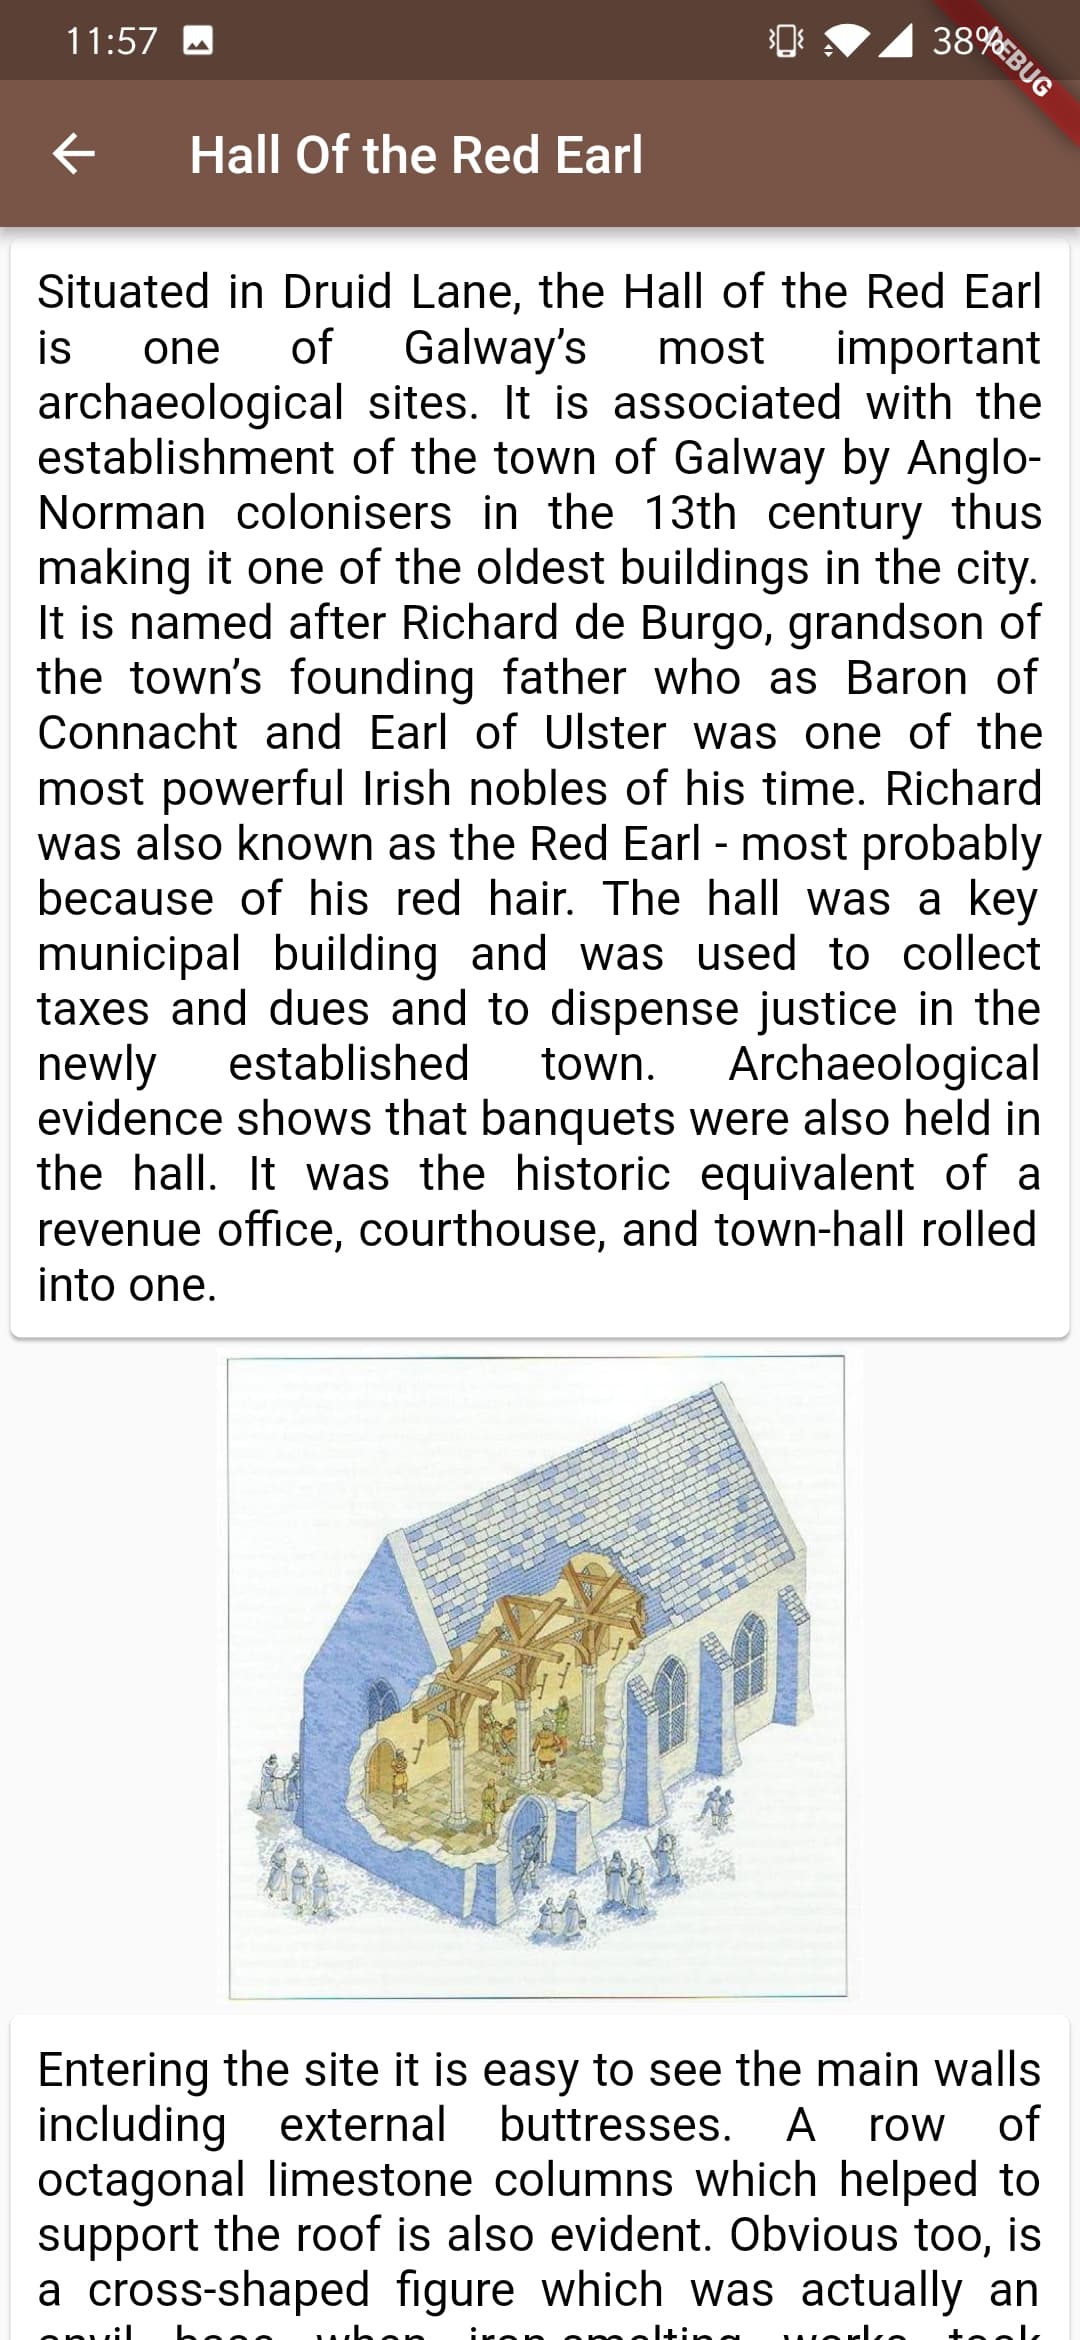 11:57
38%
DEBUG
Hall Of the Red Earl
Situated in Druid Lane, the Hall of the Red Earl
is one of Galway’s most important
archaeological sites. It is associated with the
establishment of the town of Galway by Anglo-
Norman colonisers in the 13th century thus
making it one of the oldest buildings in the city.
It is named after Richard de Burgo, grandson of
the town’s founding father who as Baron of
Connacht and Earl of Ulster was one of the
most powerful Irish nobles of his time. Richard
was also known as the Red Earl - most probably
because of his red hair. The hall was a key
municipal building and was used to collect
taxes and dues and to dispense justice in the
newly established town. Archaeological
evidence shows that banquets were also held in
the hall. It was the historic equivalent of a
revenue office, courthouse, and town-hall rolled
into one.
Entering the site it is easy to see the main walls
including external buttresses. A row of
octagonal limestone columns which helped to
support the roof is also evident. Obvious too, is
a cross-shaped figure which was actually an
anvil base when iron-smelting works took